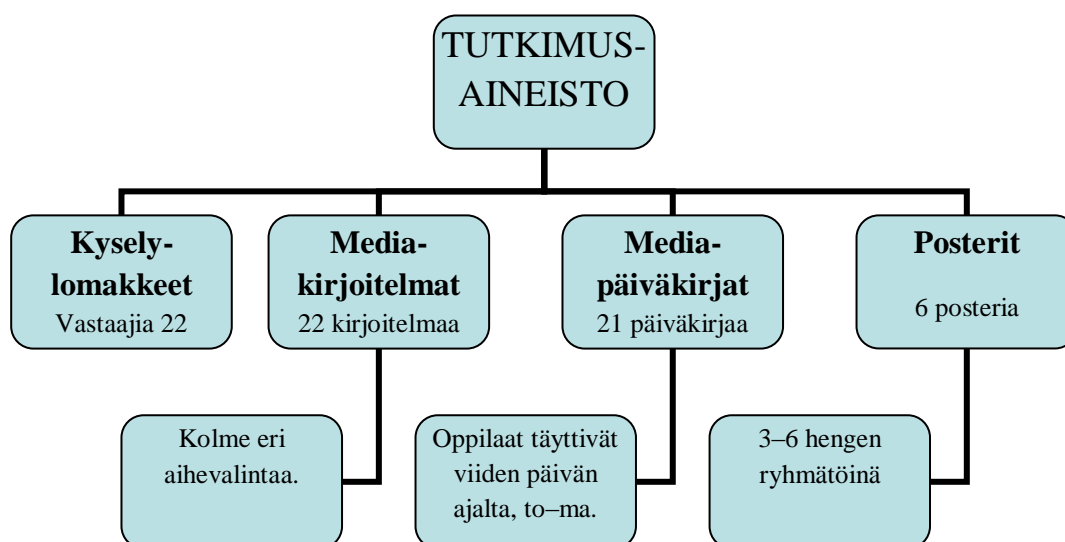 TUTKIMUS-
AINEISTO
Kysely-
lomakkeet
Vastaajia 22
Media-
kirjoitelmat
22 kirjoitelmaa
Media-
päiväkirjat
21 päiväkirjaa
Posterit
6 posteria
Kolme eri
aihevalintaa.
Oppilaat täyttivät
viiden päivän
ajalta, to–ma.
3–6 hengen
ryhmätöinä